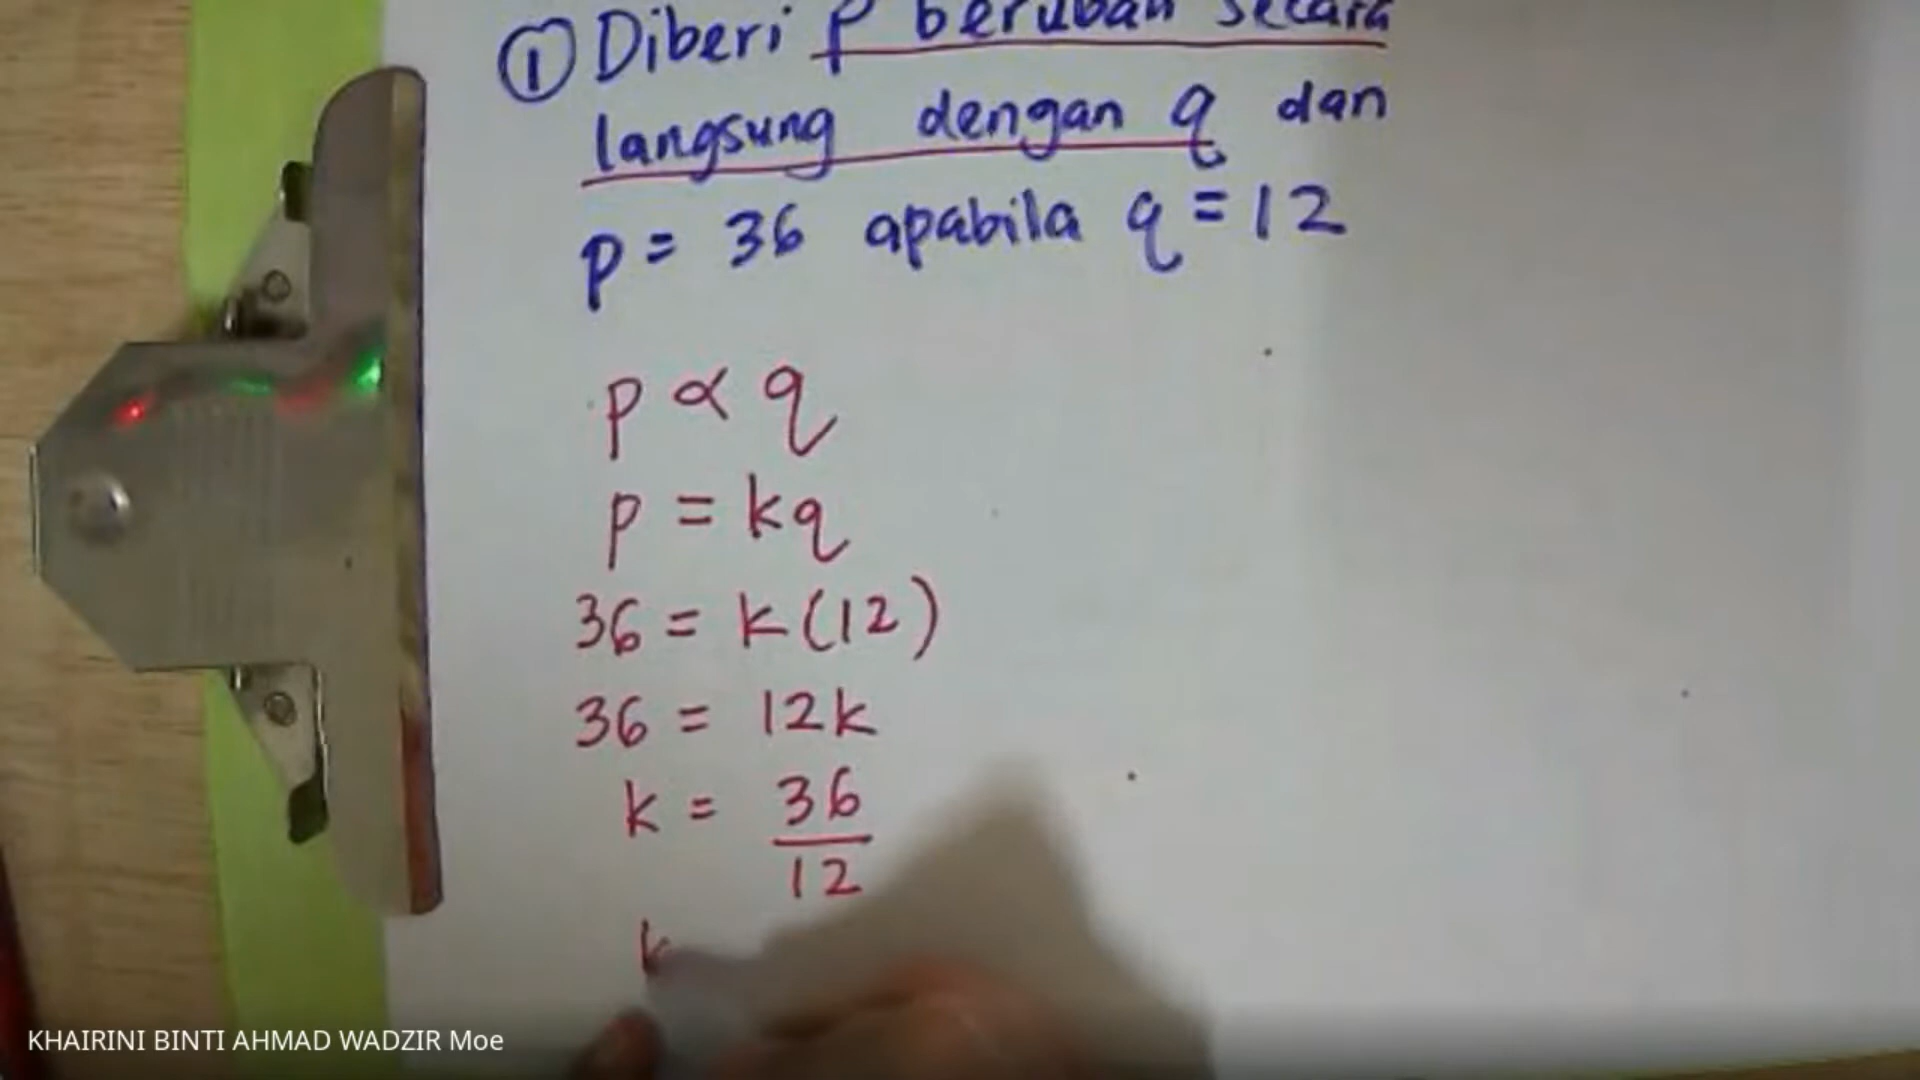 ① Diberi p berubah secara
langsung dengan q dan
p = 36 apabila q = 12
p ∝ q
p = kq
36 = k(12)
36 = 12k
k = 36/12
k
KHAIRINI BINTI AHMAD WADZIR Moe